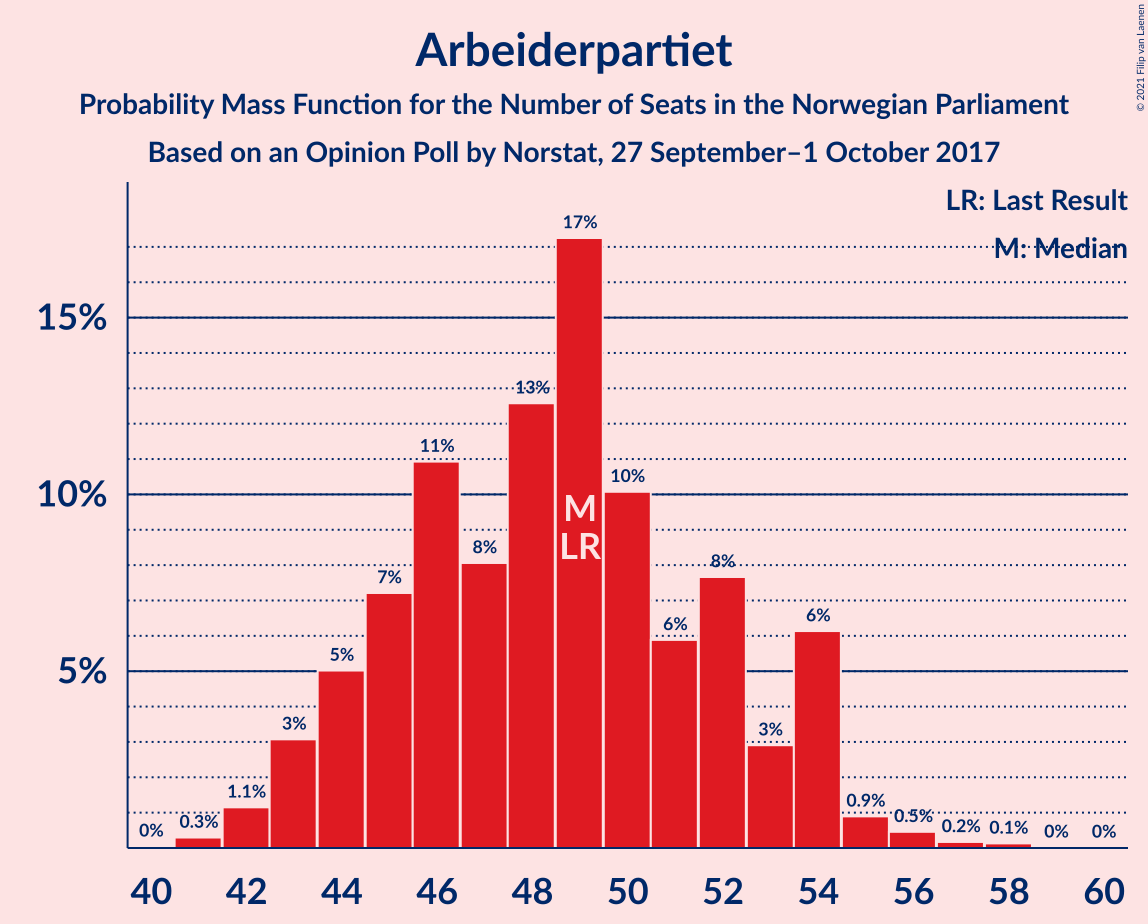 Arbeiderpartiet
Probability Mass Function for the Number of Seats in the Norwegian Parliament
Based on an Opinion Poll by Norstat, 27 September–1 October 2017
© 2021 Filip van Laenen
LR: Last Result
M: Median
15%
10%
5%
0%
0.3%
1.1%
3%
5%
7%
11%
8%
13%
17%
10%
6%
8%
3%
6%
0.9%
0.5%
0.2%
0.1%
0%
0%
M
LR
40 42 44 46 48 50 52 54 56 58 60